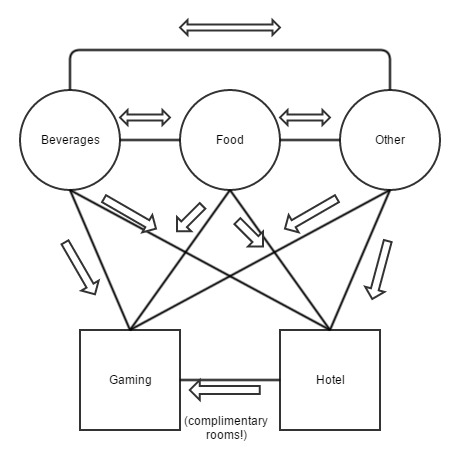 Beverages
Food
Other
Gaming
Hotel
(complimentary
rooms!)